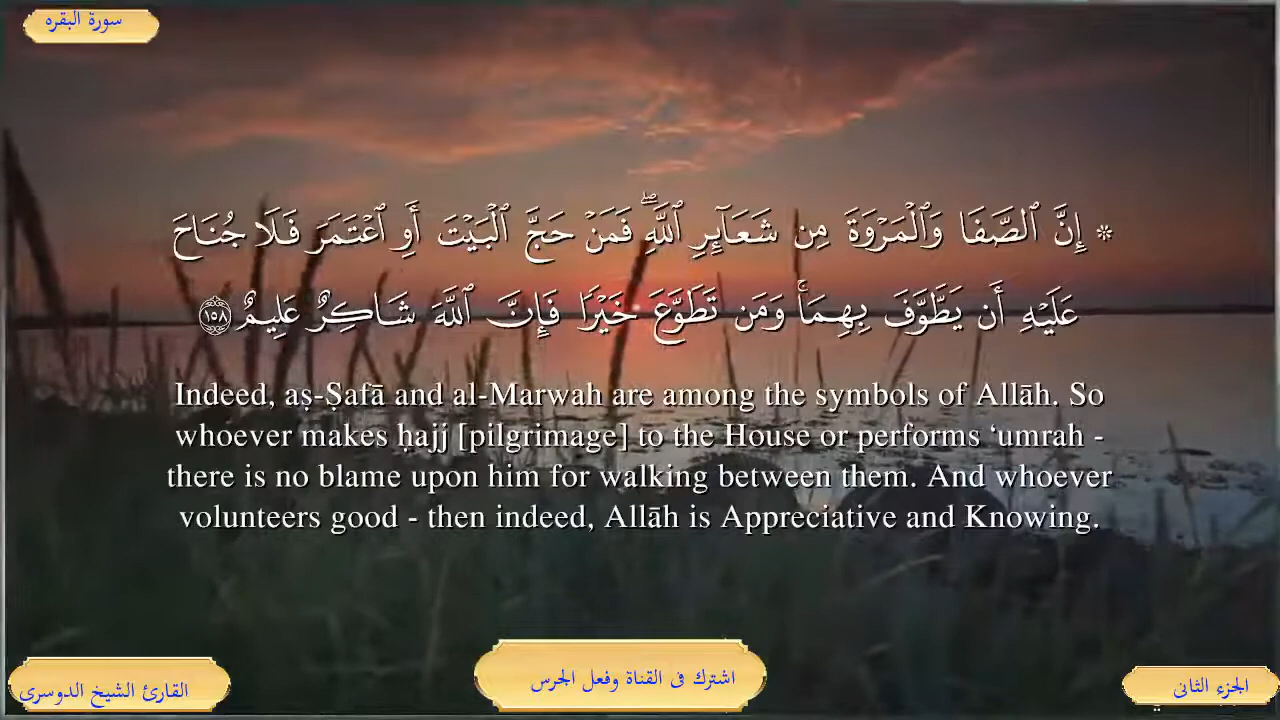 سورة البقره
* إِنَّ ٱلصَّفَا وَٱلْمَرْوَةَ مِن شَعَآئِرِ ٱللَّهِۖ فَمَنْ حَجَّ ٱلْبَيْتَ أَوِ ٱعْتَمَرَ فَلَا جُنَاحَ
عَلَيْهِ أَن يَطَّوَّفَ بِهِمَاۚ وَمَن تَطَوَّعَ خَيْرًا فَإِنَّ ٱللَّهَ شَاكِرٌ عَلِيمٌ ١٥٨
Indeed, aṣ-Ṣafā and al-Marwah are among the symbols of Allāh. So
whoever makes ḥajj [pilgrimage] to the House or performs ‘umrah -
there is no blame upon him for walking between them. And whoever
volunteers good - then indeed, Allāh is Appreciative and Knowing.
الجزء الثانى
اشترك فى القناة وفعل الجرس
القارئ الشيخ الدوسرى